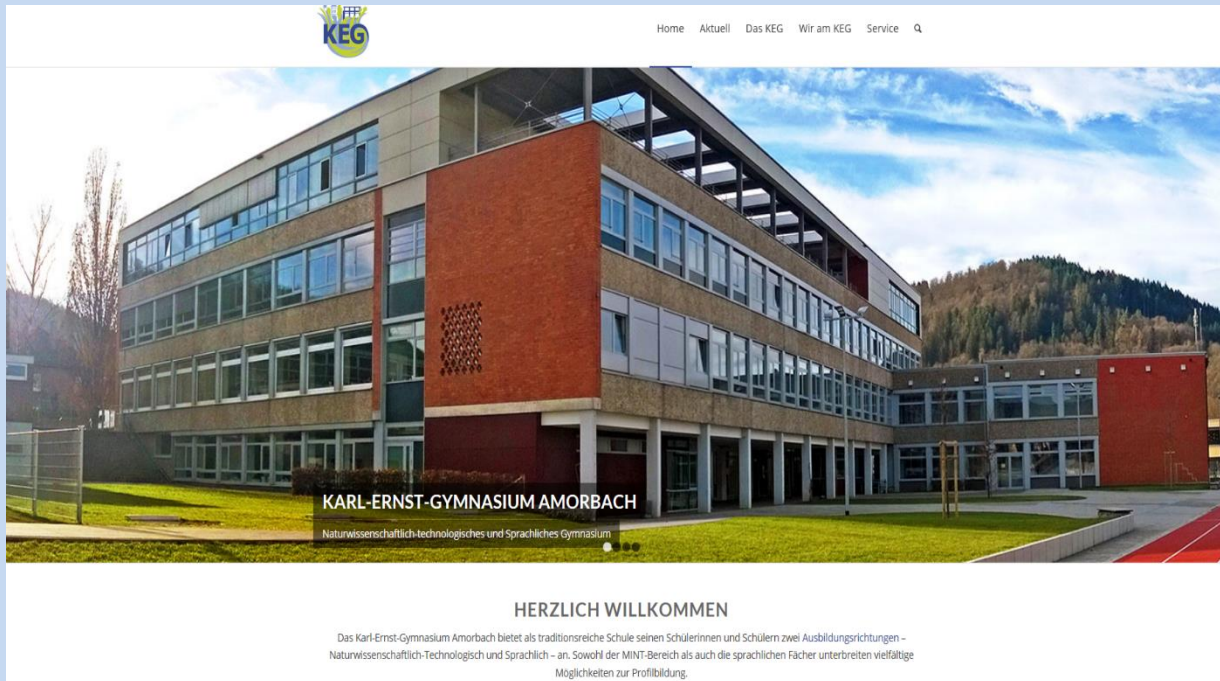 KEG
Home Aktuell Das KEG Wir am KEG Service
KARL-ERNST-GYMNASIUM AMORBACH
Naturwissenschaftlich-technologisches und Sprachliches Gymnasium
HERZLICH WILLKOMMEN
Das Karl-Ernst-Gymnasium Amorbach bietet als traditionsreiche Schule seinen Schülerinnen und Schülern zwei Ausbildungsrichtungen –
Naturwissenschaftlich-Technologisch und Sprachlich – an. Sowohl der MINT-Bereich als auch die sprachlichen Fächer unterbreiten vielfältige
Möglichkeiten zur Profilbildung.